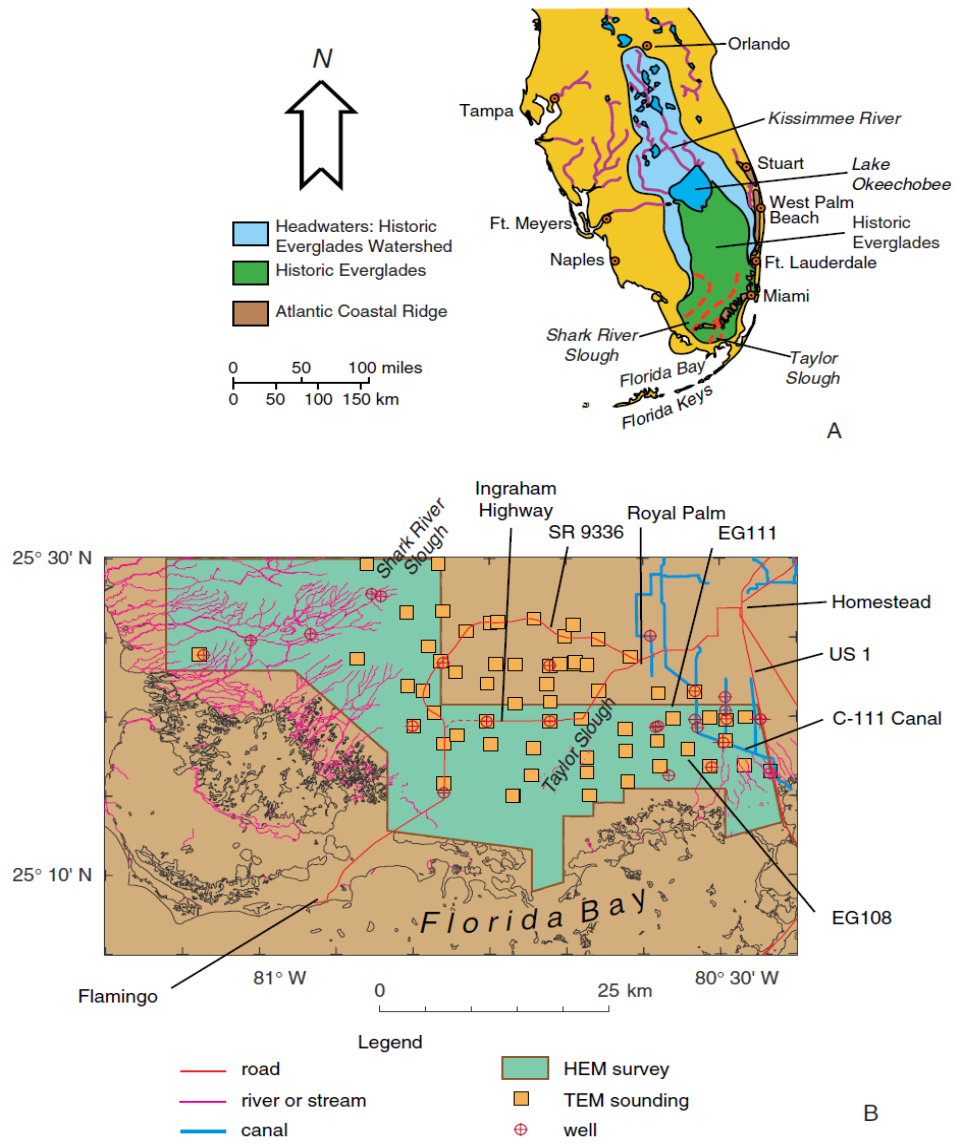 N
Orlando
Tampa
Kissimmee River
Stuart
Lake
Okeechobee
West Palm
Beach
Ft. Meyers
Headwaters: Historic
Everglades Watershed
Historic
Everglades
Naples
Ft. Lauderdale
Historic Everglades
Miami
Atlantic Coastal Ridge
Shark River
Slough
Taylor
Slough
0 50 100 miles
0 50 100 150 km
Florida Bay
Florida Keys
A
Ingraham
Highway
SR 9336
Royal Palm
EG111
Shark River
Slough
25° 30' N
Homestead
US 1
C-111 Canal
Taylor Slough
25° 10' N
Florida Bay
EG108
Flamingo
81° W
80° 30' W
0 25 km
Legend
road
HEM survey
river or stream
TEM sounding
canal
well
B